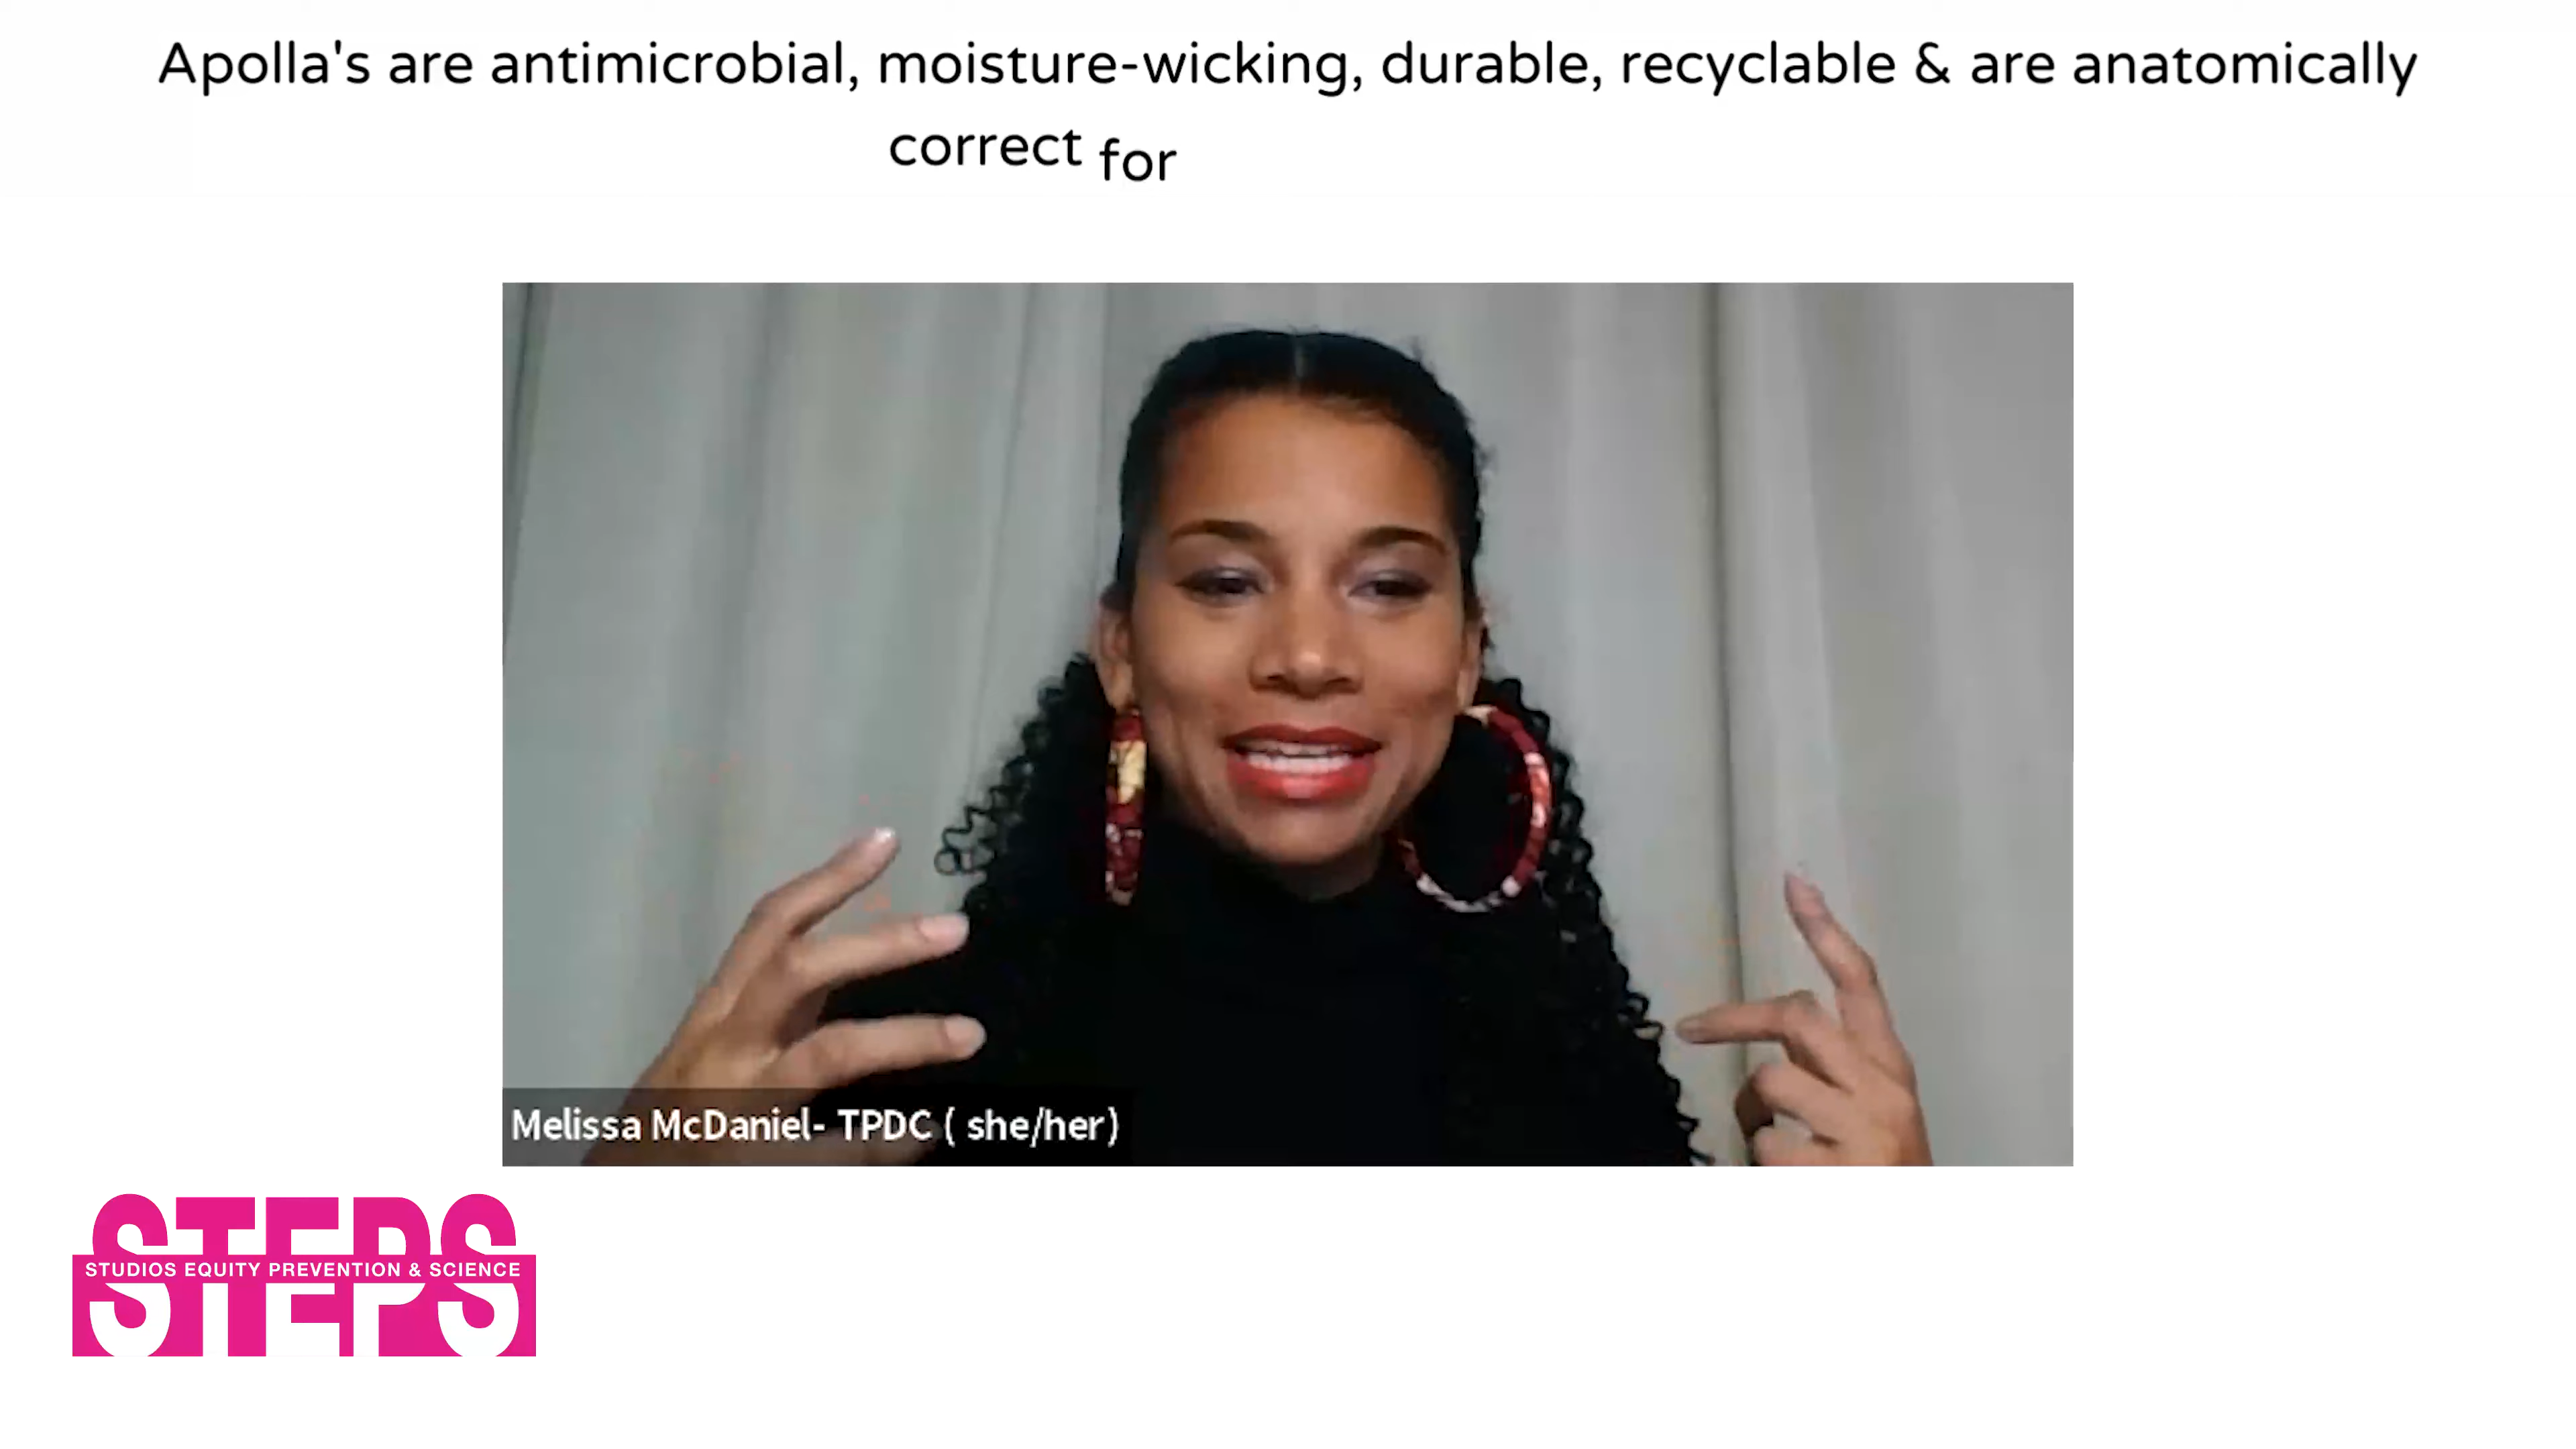 Apolla's are antimicrobial, moisture-wicking, durable, recyclable & are anatomically
correct for
Melissa McDaniel- TPDC ( she/her)
STEPS
STUDIOS EQUITY PREVENTION & SCIENCE